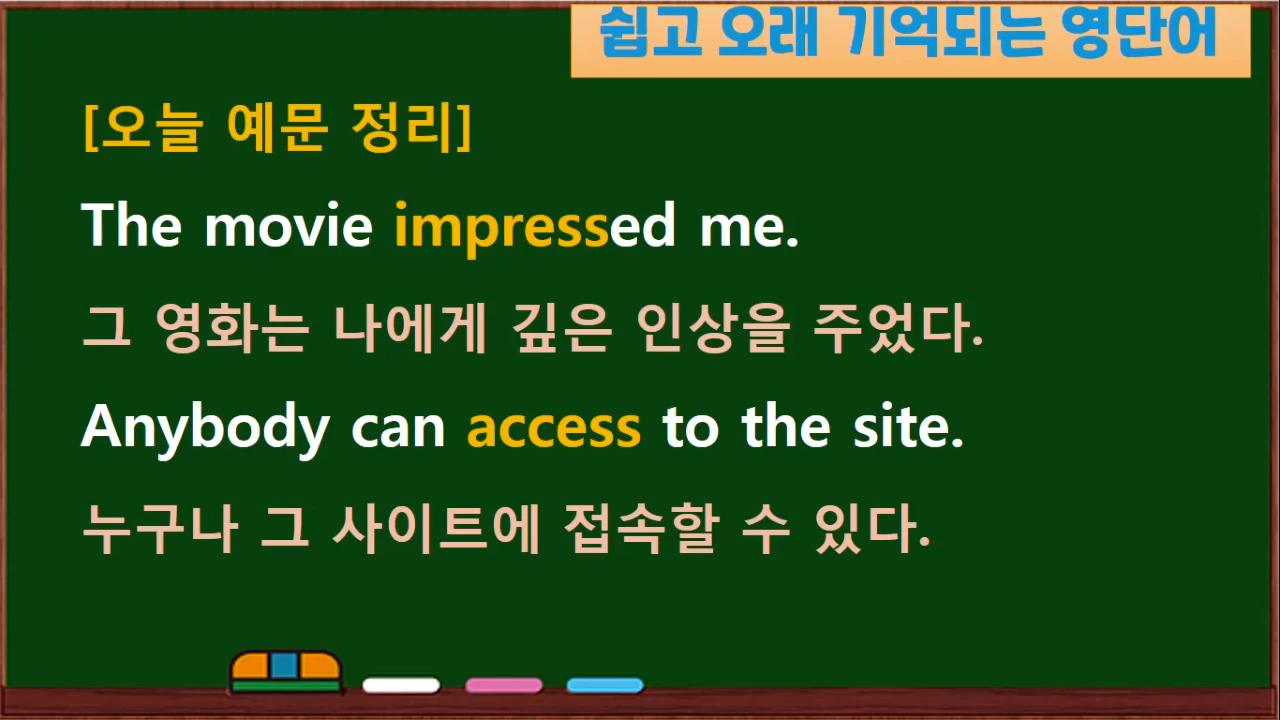 쉽고 오래 기억되는 영단어
[오늘 예문 정리]
The movie impressed me.
그 영화는 나에게 깊은 인상을 주었다.
Anybody can access to the site.
누구나 그 사이트에 접속할 수 있다.